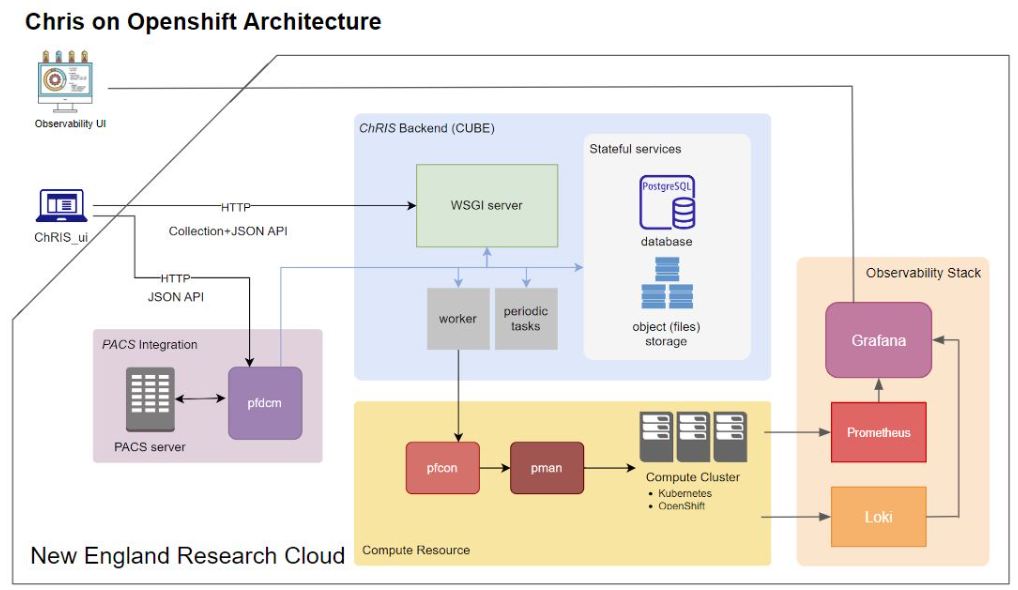 Chris on Openshift Architecture
Observability UI
ChRIS_ui
HTTP
Collection+JSON API
HTTP
JSON API
ChRIS Backend (CUBE)
WSGI server
Stateful services
PostgreSQL
database
object (files)
storage
worker
periodic
tasks
PACS Integration
PACS server
pfdcm
Observability Stack
Grafana
Prometheus
Loki
pfcon
pman
Compute Cluster
• Kubernetes
• OpenShift
Compute Resource
New England Research Cloud